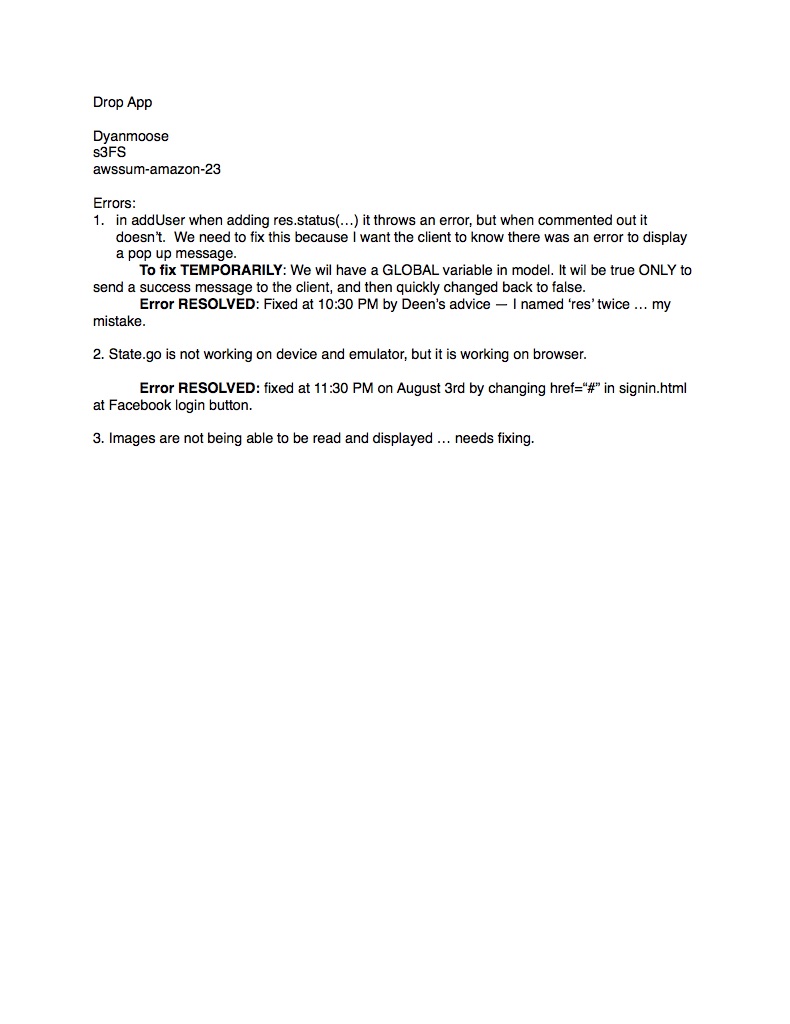 Drop App
Dyanmoose
s3FS
awssum-amazon-23
Errors:
1. in addUser when adding res.status(…) it throws an error, but when commented out it
doesn’t. We need to fix this because I want the client to know there was an error to display
a pop up message.
To fix TEMPORARILY: We wil have a GLOBAL variable in model. It wil be true ONLY to
send a success message to the client, and then quickly changed back to false.
Error RESOLVED: Fixed at 10:30 PM by Deen’s advice — I named ‘res’ twice … my
mistake.
2. State.go is not working on device and emulator, but it is working on browser.
Error RESOLVED: fixed at 11:30 PM on August 3rd by changing href=“#” in signin.html
at Facebook login button.
3. Images are not being able to be read and displayed … needs fixing.